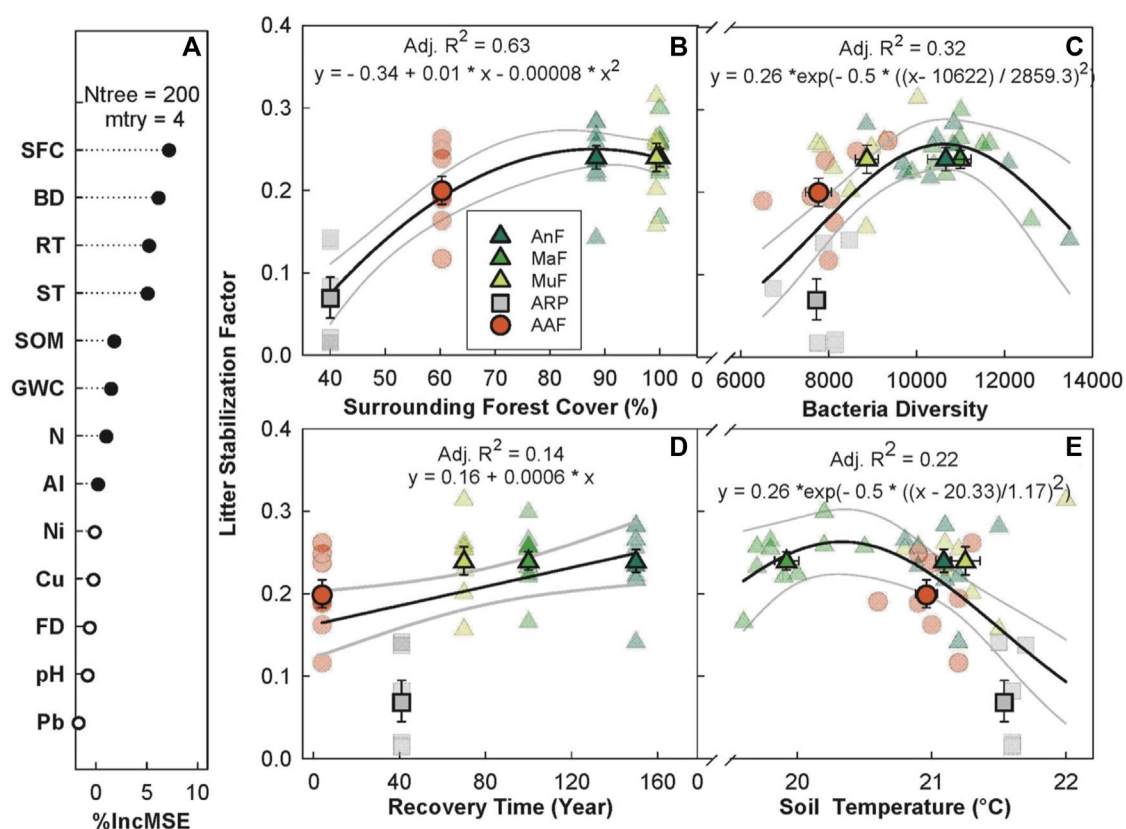 A
Ntree = 200
mtry = 4
SFC
BD
RT
ST
SOM
GWC
N
Al
Ni
Cu
FD
pH
Pb
0 5 10
%IncMSE
Litter Stabilization Factor
B
Adj. R² = 0.63
y = - 0.34 + 0.01 * x - 0.00008 * x²
0.4
0.3
0.2
0.1
0.0
AnF
MaF
MuF
ARP
AAF
40 50 60 70 80 90 100 0
Surrounding Forest Cover (%)
C
Adj. R² = 0.32
y = 0.26 *exp(- 0.5 * ((x- 10622) / 2859.3)²)
6000 8000 10000 12000 14000
Bacteria Diversity
D
Adj. R² = 0.14
y = 0.16 + 0.0006 * x
0.4
0.3
0.2
0.1
0.0
0 40 80 120 160 0
Recovery Time (Year)
E
Adj. R² = 0.22
y = 0.26 *exp(- 0.5 * ((x - 20.33)/1.17)²)
20 21 22
Soil Temperature (°C)